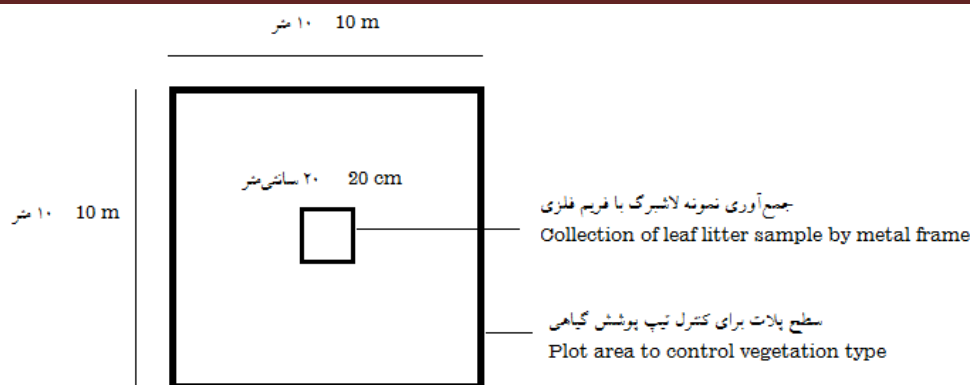 ۱۰ متر 10 m
۲۰ سانتی‌متر 20 cm
۱۰ متر 10 m
جمع‌آوری نمونه لاشبرگ با فریم فلزی
Collection of leaf litter sample by metal frame
سطح پلات برای کنترل تیپ پوشش گیاهی
Plot area to control vegetation type